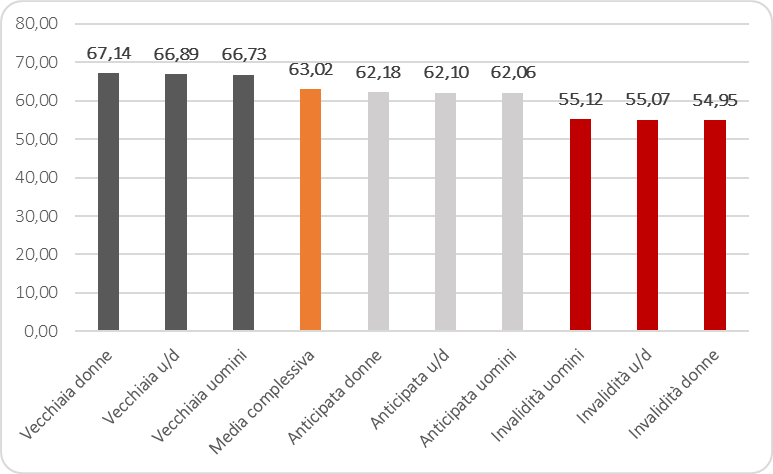 80,00
70,00
60,00
50,00
40,00
30,00
20,00
10,00
0,00
67,14
66,89
66,73
63,02
62,18
62,10
62,06
55,12
55,07
54,95
Vecchiaia donne
Vecchiaia u/d
Vecchiaia uomini
Media complessiva
Anticipata donne
Anticipata u/d
Anticipata uomini
Invalidità uomini
Invalidità u/d
Invalidità donne